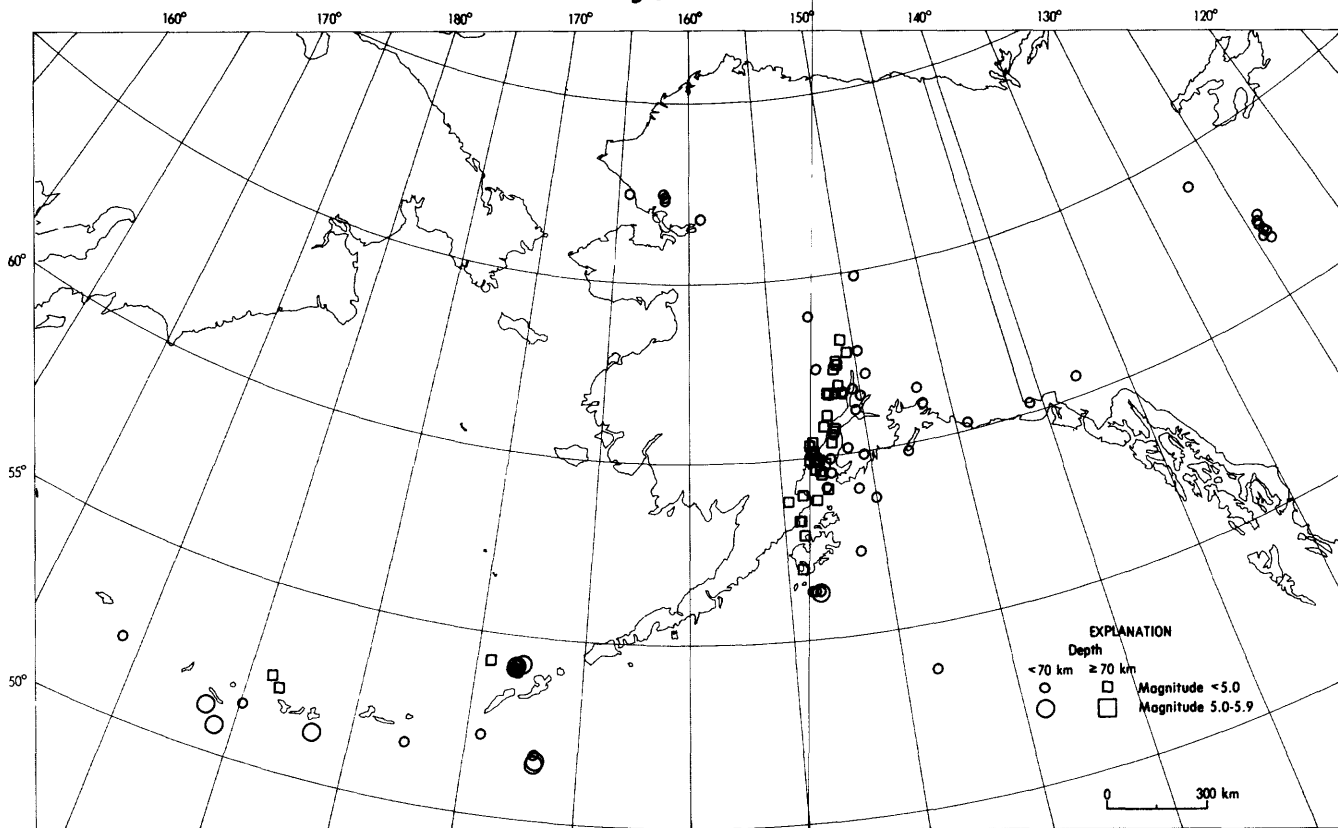 160° 170° 180° 170° 160° 150° 140° 130° 120°
60°
55°
50°
EXPLANATION
Depth
<70 km ≥70 km
Magnitude <5.0
Magnitude 5.0-5.9
0 300 km